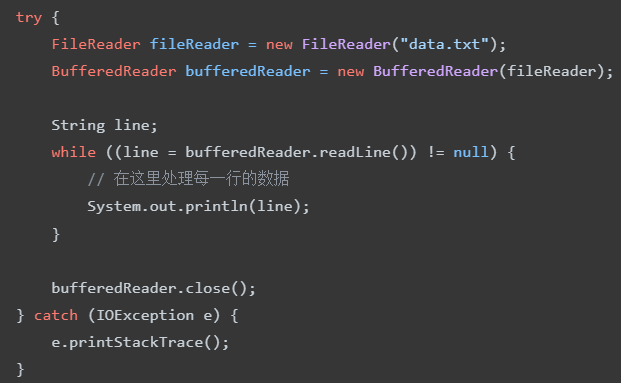 try {
    FileReader fileReader = new FileReader("data.txt");
    BufferedReader bufferedReader = new BufferedReader(fileReader);

    String line;
    while ((line = bufferedReader.readLine()) != null) {
        // 在这里处理每一行的数据
        System.out.println(line);
    }

    bufferedReader.close();
} catch (IOException e) {
    e.printStackTrace();
}